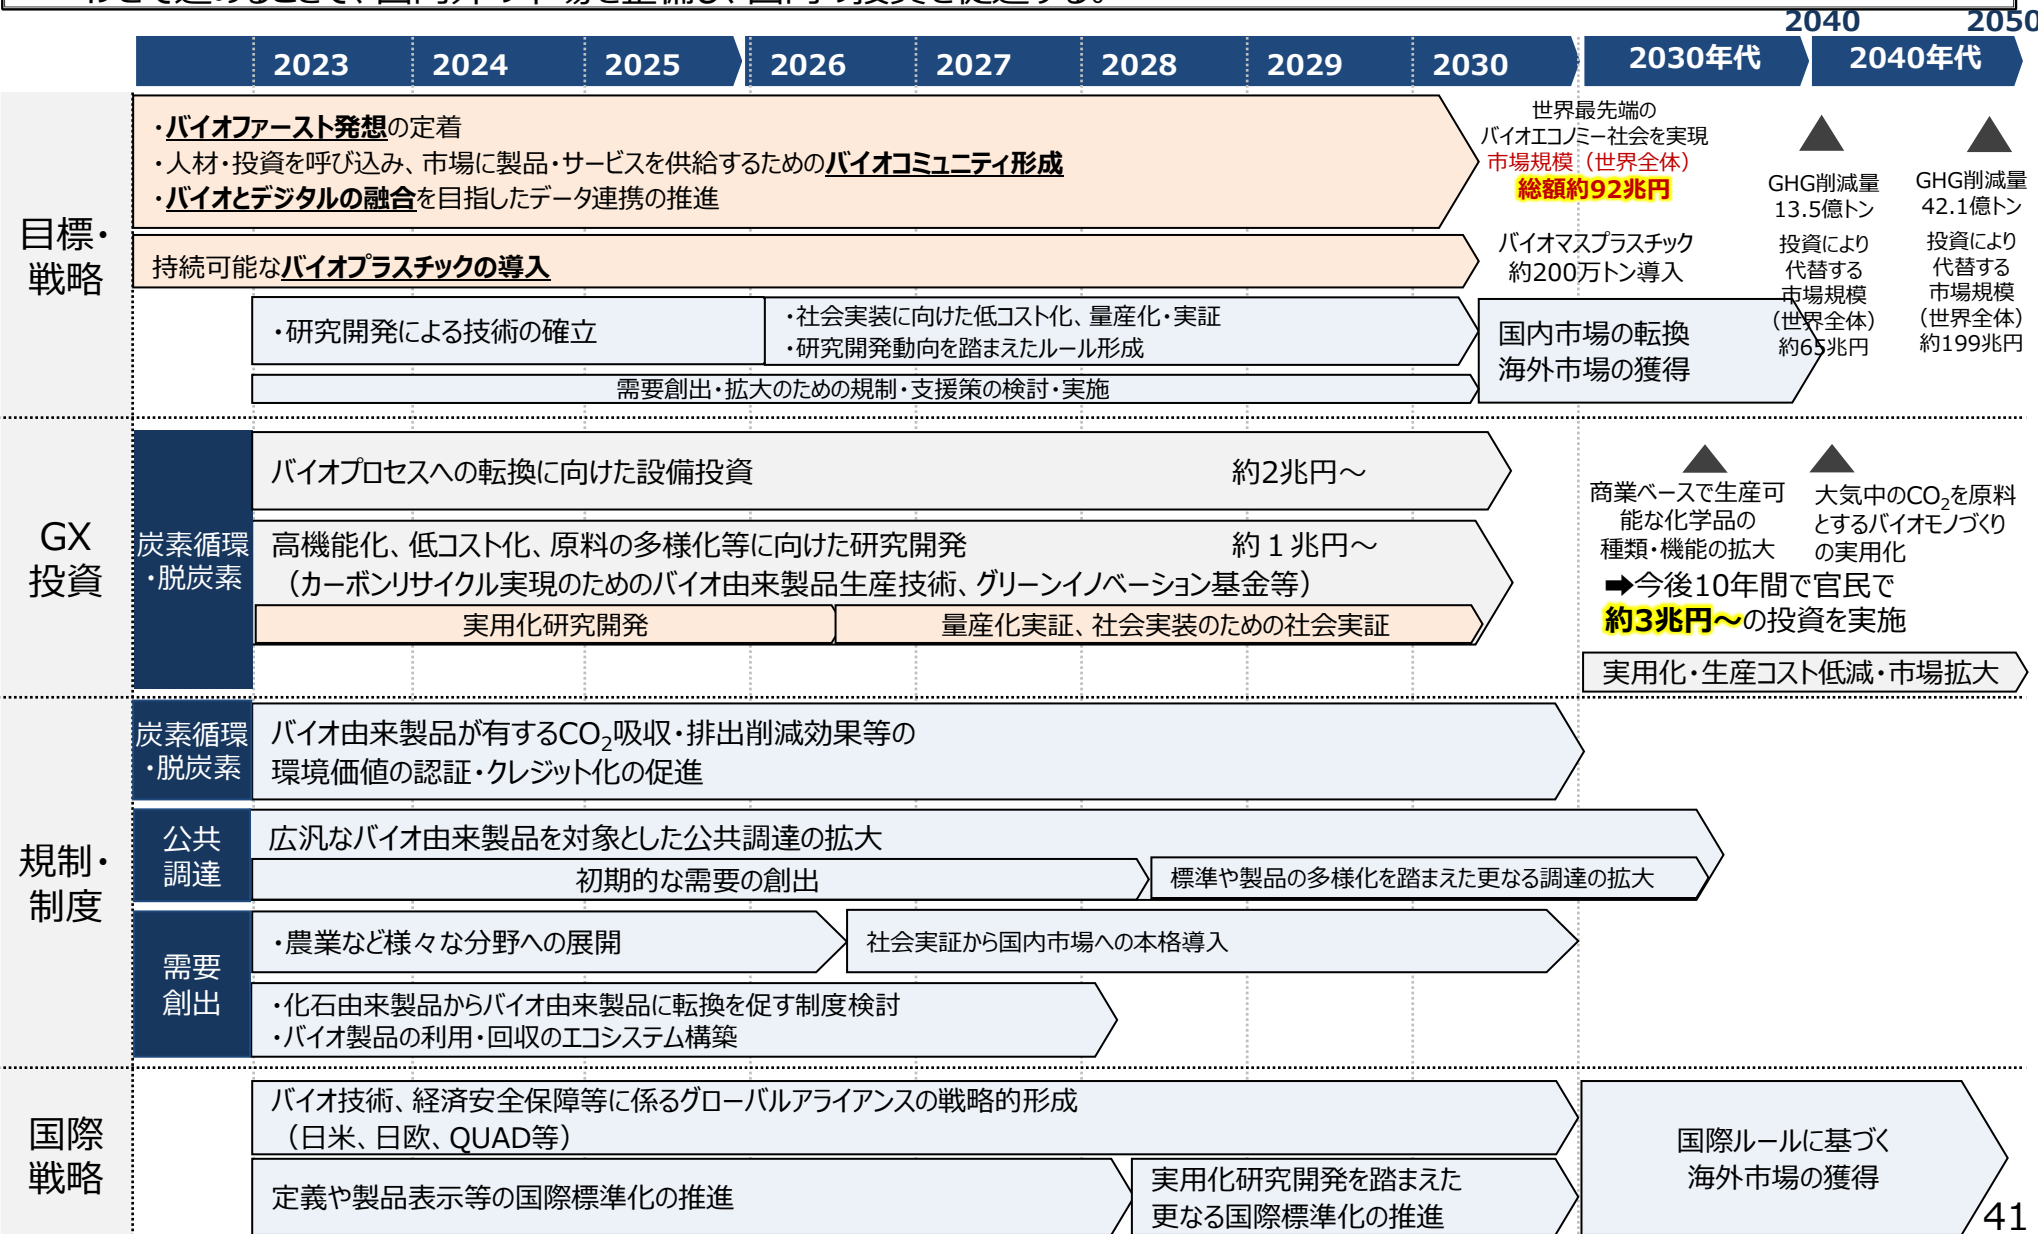 わせて進めることで、国内外の市場を整備し、国内の投資を促進する。
2040
2050
2023
2024
2025
2026
2027
2028
2029
2030
2030年代
2040年代
目標・
戦略
・バイオファースト発想の定着
・人材・投資を呼び込み、市場に製品・サービスを供給するためのバイオコミュニティ形成
・バイオとデジタルの融合を目指したデータ連携の推進
世界最先端の
バイオエコノミー社会を実現
市場規模（世界全体）
総額約92兆円
GHG削減量
13.5億トン
GHG削減量
42.1億トン
持続可能なバイオプラスチックの導入
バイオマスプラスチック
約200万トン導入
投資により
代替する
市場規模
（世界全体）
約65兆円
投資により
代替する
市場規模
（世界全体）
約199兆円
・研究開発による技術の確立
・社会実装に向けた低コスト化、量産化・実証
・研究開発動向を踏まえたルール形成
国内市場の転換
海外市場の獲得
需要創出・拡大のための規制・支援策の検討・実施
GX
投資
炭素循環
・脱炭素
バイオプロセスへの転換に向けた設備投資 約2兆円～
高機能化、低コスト化、原料の多様化等に向けた研究開発 約１兆円～
（カーボンリサイクル実現のためのバイオ由来製品生産技術、グリーンイノベーション基金等）
実用化研究開発
量産化実証、社会実装のための社会実証
商業ベースで生産可
能な化学品の
種類・機能の拡大
大気中のCO2を原料
とするバイオモノづくり
の実用化
➡今後10年間で官民で
約3兆円～の投資を実施
実用化・生産コスト低減・市場拡大
規制・
制度
炭素循環
・脱炭素
バイオ由来製品が有するCO2吸収・排出削減効果等の
環境価値の認証・クレジット化の促進
公共
調達
広汎なバイオ由来製品を対象とした公共調達の拡大
初期的な需要の創出
標準や製品の多様化を踏まえた更なる調達の拡大
需要
創出
・農業など様々な分野への展開
社会実証から国内市場への本格導入
・化石由来製品からバイオ由来製品に転換を促す制度検討
・バイオ製品の利用・回収のエコシステム構築
国際
戦略
バイオ技術、経済安全保障等に係るグローバルアライアンスの戦略的形成
（日米、日欧、QUAD等）
定義や製品表示等の国際標準化の推進
実用化研究開発を踏まえた
更なる国際標準化の推進
国際ルールに基づく
海外市場の獲得
41